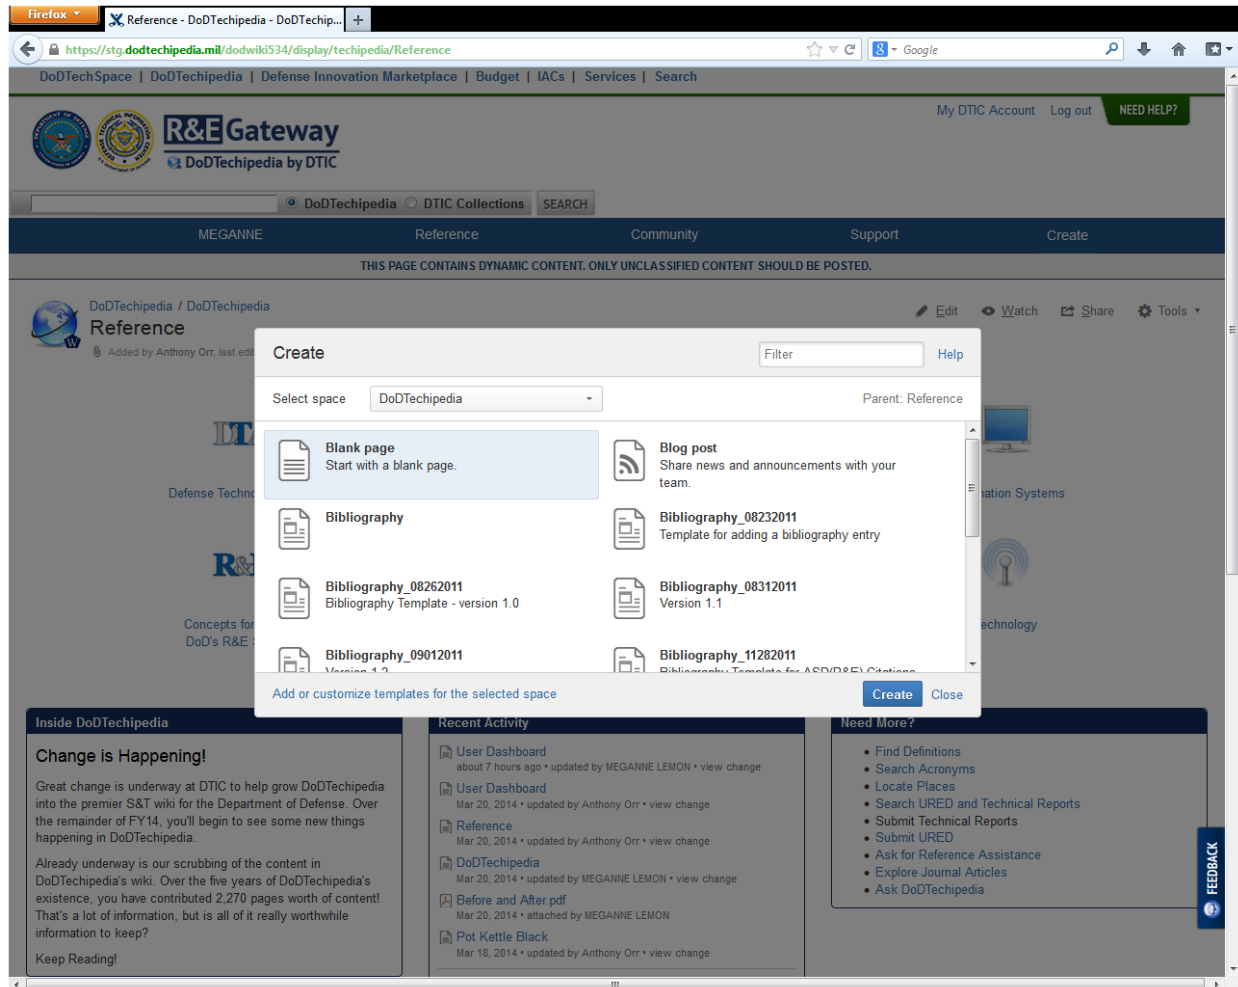 Firefox
Reference - DoDTechipedia - DoDTechip...
https://stg.dodtechipedia.mil/dodwiki534/display/techipedia/Reference
Google
DoDTechSpace | DoDTechipedia | Defense Innovation Marketplace | Budget | IACs | Services | Search
My DTIC Account Log out NEED HELP?
R&E Gateway
DoDTechipedia by DTIC
DoDTechipedia DTIC Collections SEARCH
MEGANNE Reference Community Support Create
THIS PAGE CONTAINS DYNAMIC CONTENT. ONLY UNCLASSIFIED CONTENT SHOULD BE POSTED.
DoDTechipedia / DoDTechipedia
Reference
Edit Watch Share Tools
Added by Anthony Orr, last edit
Create Filter Help
Select space DoDTechipedia Parent: Reference
Blank page
Start with a blank page.
Blog post
Share news and announcements with your
team.
Bibliography
Bibliography_08232011
Template for adding a bibliography entry
Bibliography_08262011
Bibliography Template - version 1.0
Bibliography_08312011
Version 1.1
Bibliography_09012011
Version 1.2
Bibliography_11282011
Bibliography Template for ASD(R&E) Citations
Add or customize templates for the selected space Create Close
DTA
Defense Techno
mation Systems
R&
Concepts for
DoD's R&E
echnology
Inside DoDTechipedia
Change is Happening!
Great change is underway at DTIC to help grow DoDTechipedia
into the premier S&T wiki for the Department of Defense. Over
the remainder of FY14, you'll begin to see some new things
happening in DoDTechipedia.
Already underway is our scrubbing of the content in
DoDTechipedia's wiki. Over the five years of DoDTechipedia's
existence, you have contributed 2,270 pages worth of content!
That's a lot of information, but is all of it really worthwhile
information to keep?
Keep Reading!
Recent Activity
User Dashboard
about 7 hours ago • updated by MEGANNE LEMON • view change
User Dashboard
Mar 20, 2014 • updated by Anthony Orr • view change
Reference
Mar 20, 2014 • updated by Anthony Orr • view change
DoDTechipedia
Mar 20, 2014 • updated by MEGANNE LEMON • view change
Before and After.pdf
Mar 20, 2014 • attached by MEGANNE LEMON
Pot Kettle Black
Mar 18, 2014 • updated by Anthony Orr • view change
Need More?
• Find Definitions
• Search Acronyms
• Locate Places
• Search URED and Technical Reports
• Submit Technical Reports
• Submit URED
• Ask for Reference Assistance
• Explore Journal Articles
• Ask DoDTechipedia
FEEDBACK